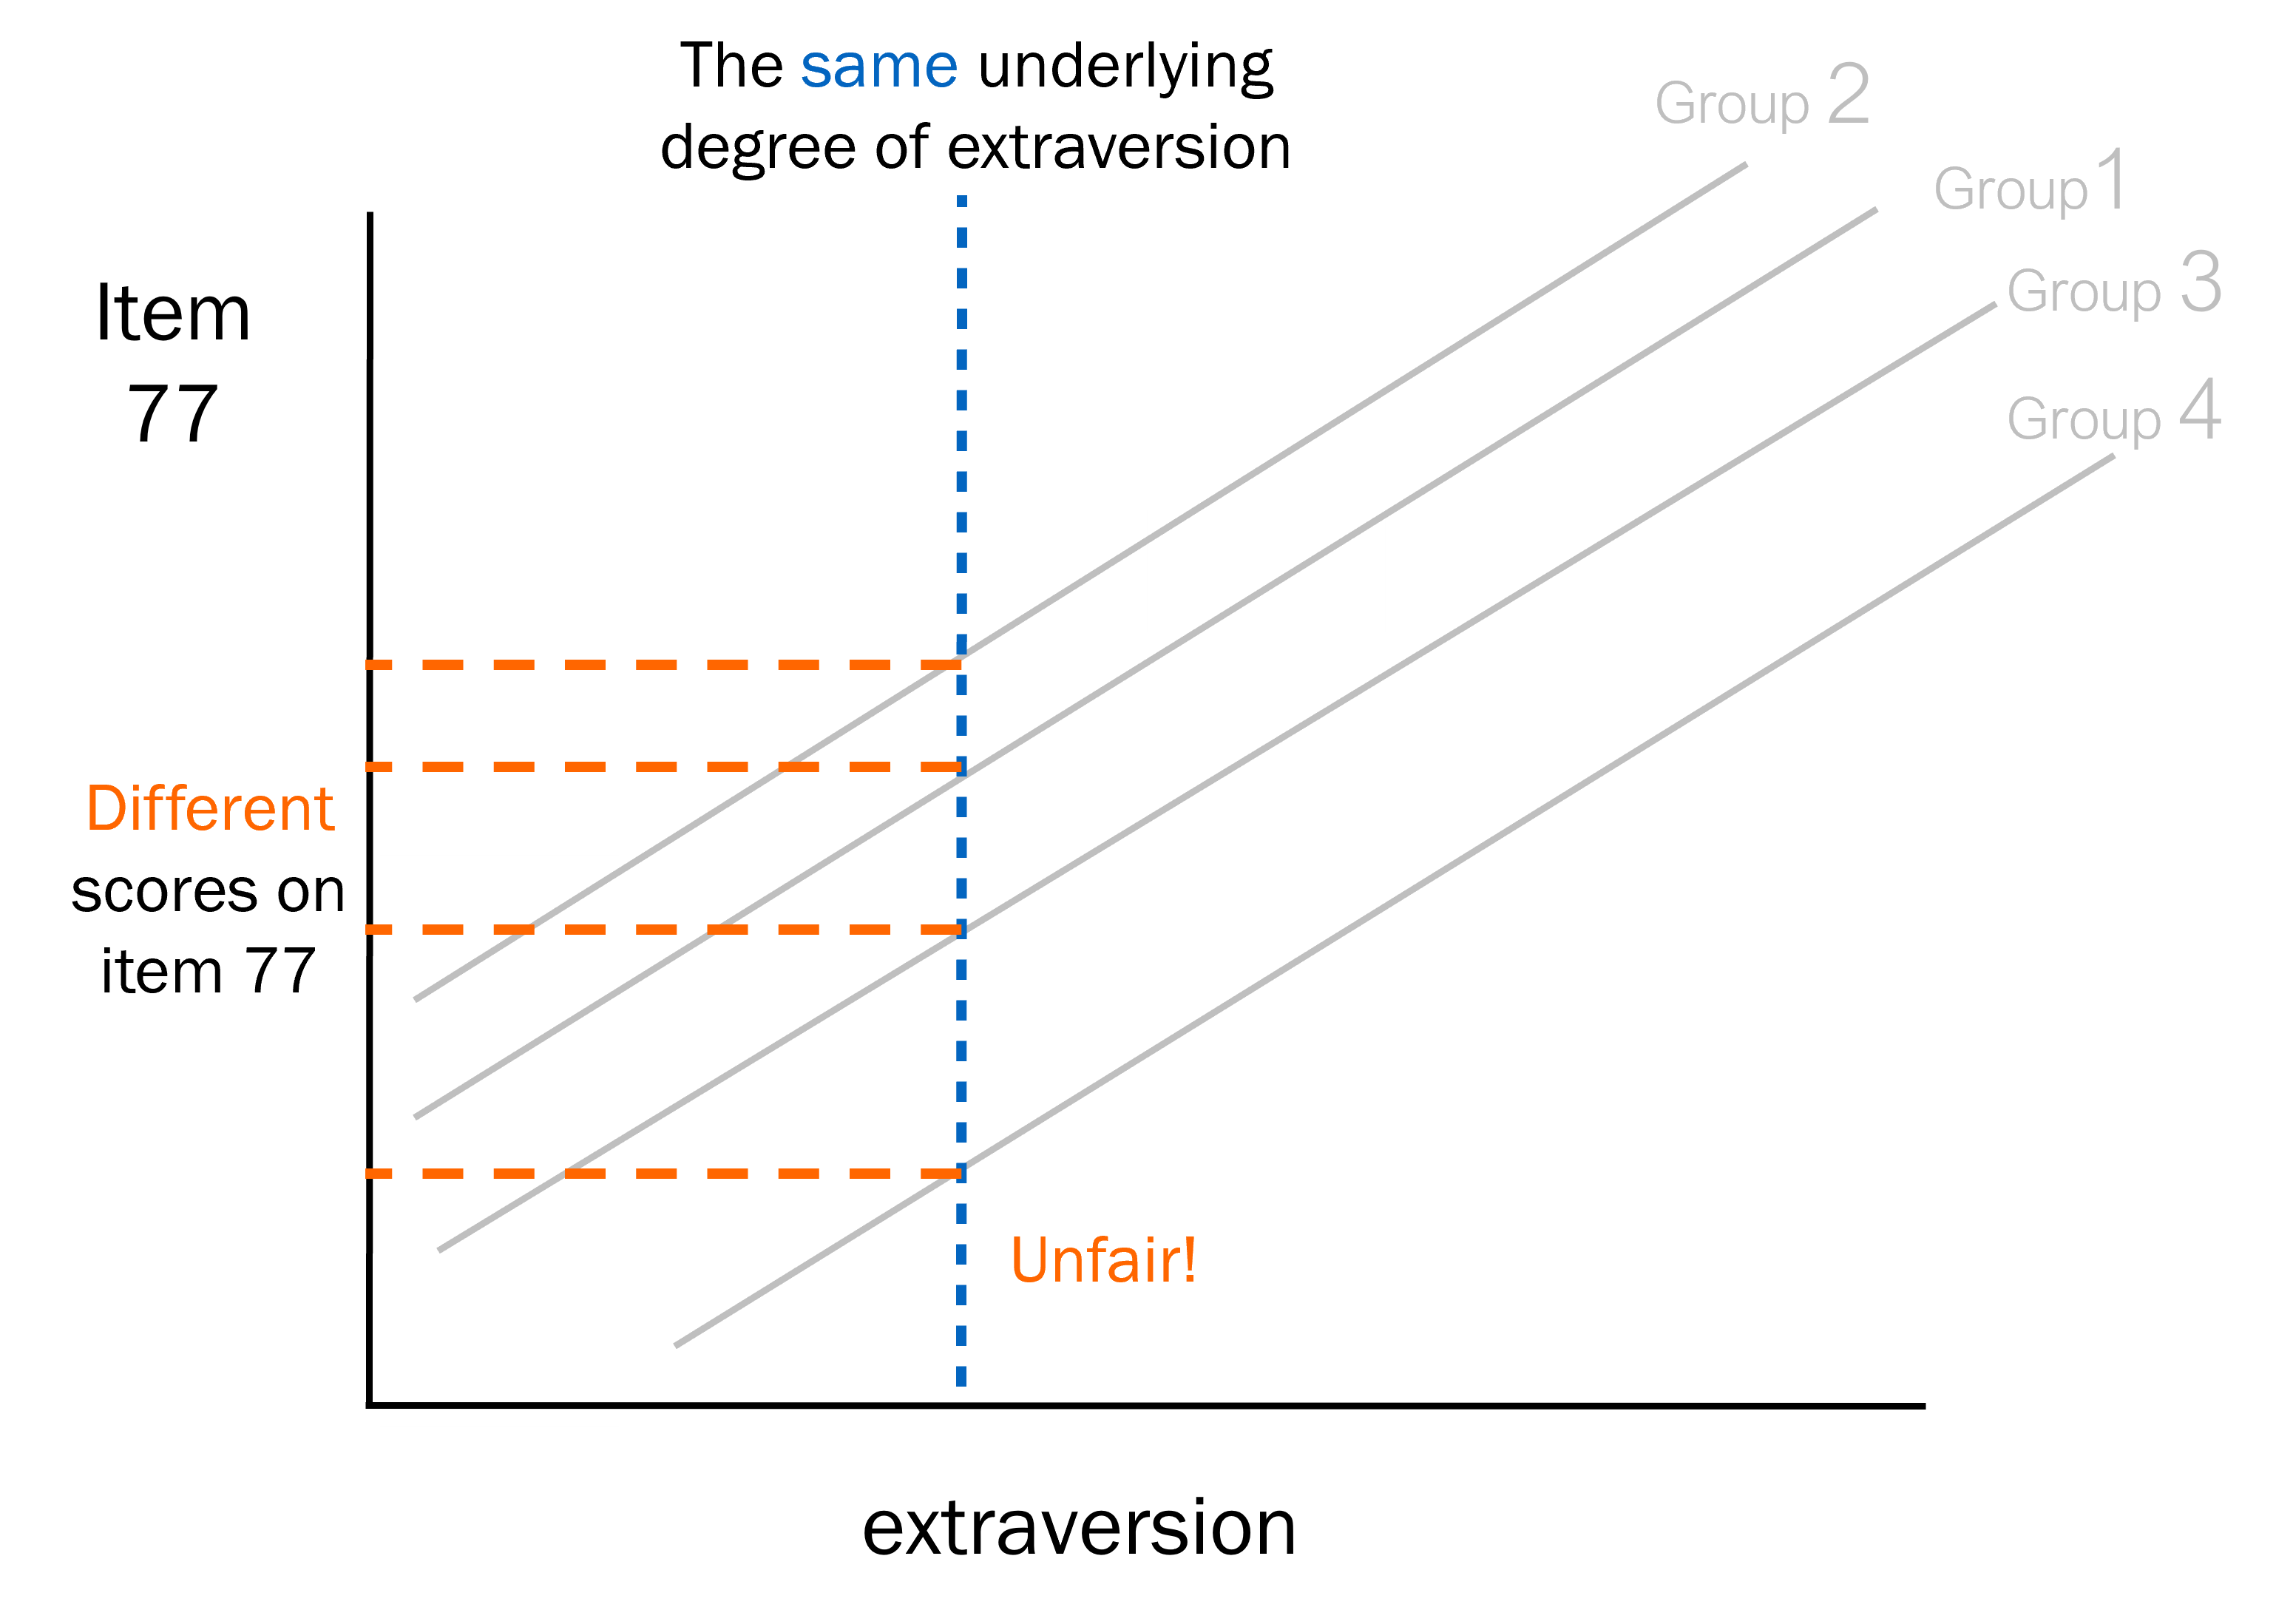 The same underlying
degree of extraversion
Group 2
Group 1
Group 3
Group 4
Item
77
Different
scores on
item 77
Unfair!
extraversion